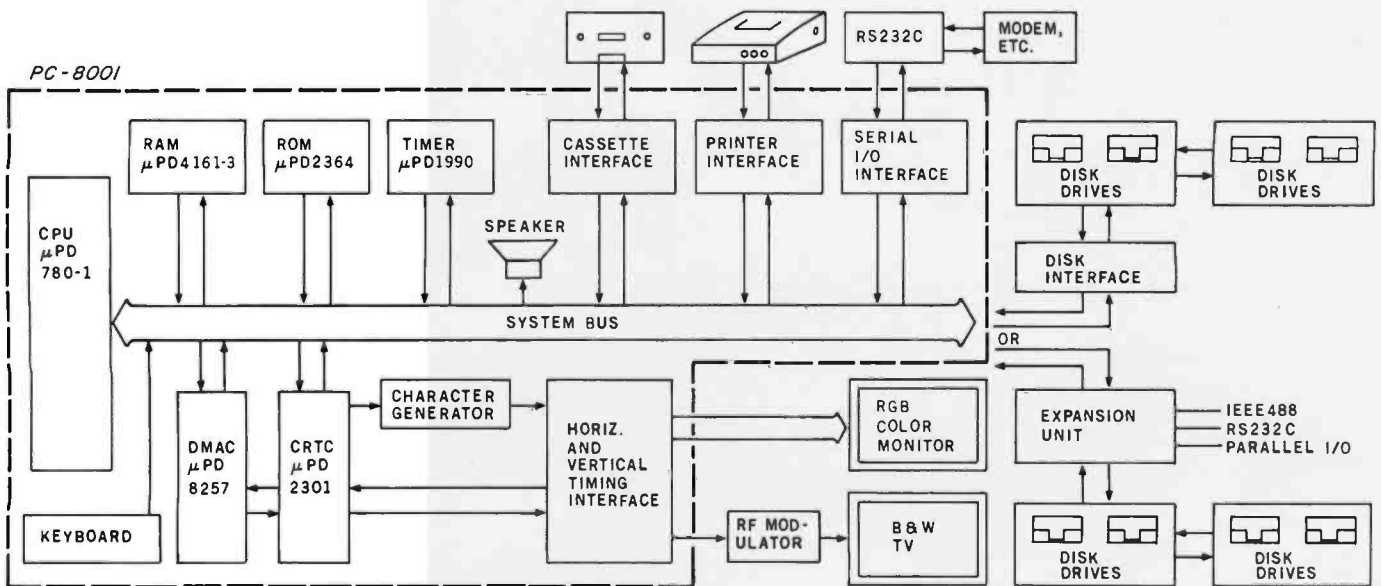 PC-8001
RS232C
MODEM,
ETC.
RAM
μPD4161-3
ROM
μPD2364
TIMER
μPD1990
CASSETTE
INTERFACE
PRINTER
INTERFACE
SERIAL
I/O
INTERFACE
DISK
DRIVES
DISK
DRIVES
CPU
μPD
780-1
SPEAKER
DISK
INTERFACE
SYSTEM BUS
OR
CHARACTER
GENERATOR
DMAC
μPD
8257
CRTC
μPD
2301
HORIZ.
AND
VERTICAL
TIMING
INTERFACE
RGB
COLOR
MONITOR
EXPANSION
UNIT
IEEE488
RS232C
PARALLEL I/O
KEYBOARD
RF MOD-
ULATOR
B&W
TV
DISK
DRIVES
DISK
DRIVES